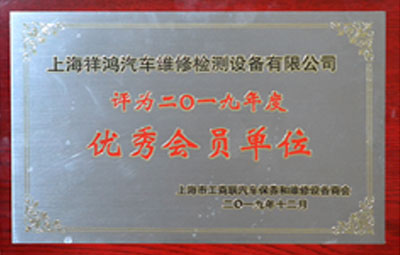 上海祥鸿汽车维修检测设备有限公司
评为二〇一九年度
优秀会员单位
上海市工商联汽车保养和维修设备商会
二〇一九年十二月